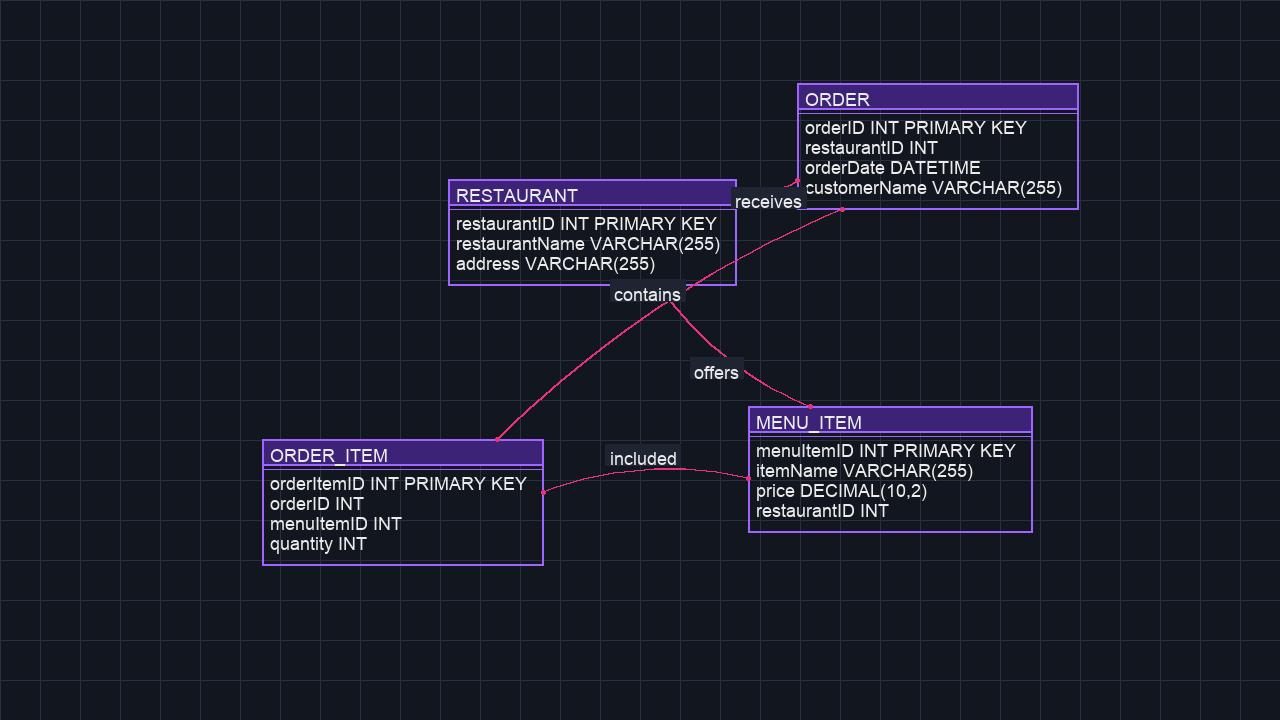 ORDER
orderID INT PRIMARY KEY
restaurantID INT
orderDate DATETIME
customerName VARCHAR(255)
receives
RESTAURANT
restaurantID INT PRIMARY KEY
restaurantName VARCHAR(255)
address VARCHAR(255)
contains
offers
MENU_ITEM
menuItemID INT PRIMARY KEY
itemName VARCHAR(255)
price DECIMAL(10,2)
restaurantID INT
included
ORDER_ITEM
orderItemID INT PRIMARY KEY
orderID INT
menuItemID INT
quantity INT